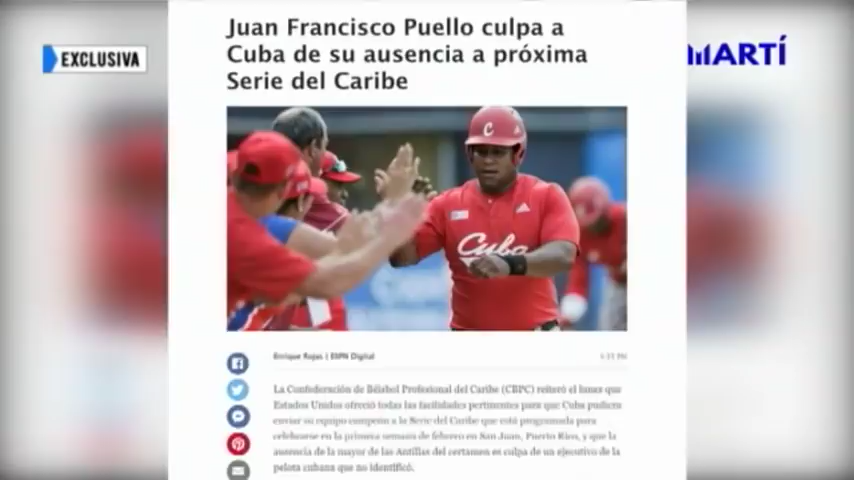 Juan Francisco Puello culpa a
EXCLUSIVA
Cuba de su ausencia a próxima
MARTÍ
Serie del Caribe
C
Cuba
Enrique Rojas | ESPN Digital
La Confederación de Béisbol Profesional del Caribe (CBPC) reiteró el lunes que
Estados Unidos ofreció todas las facilidades pertinentes para que Cuba pudiera
enviar su equipo campeón a la Serie del Caribe que está programada para
celebrarse en la primera semana de febrero en San Juan, Puerto Rico, y que la
ausencia de la mayor de las Antillas del certamen es culpa de un ejecutivo de la
pelota cubana que no identificó.